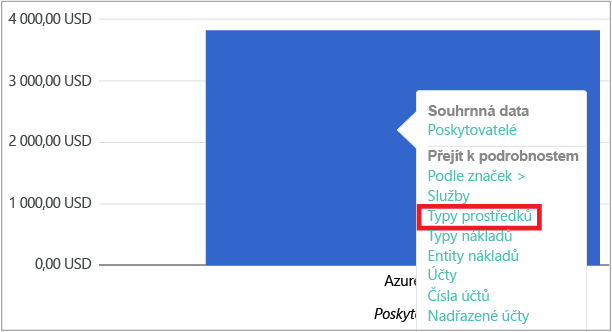 4 000,00 USD
3 000,00 USD
2 000,00 USD
1 000,00 USD
0,00 USD
Souhrnná data
Poskytovatelé
Přejít k podrobnostem
Podle značek >
Služby
Typy prostředků
Typy nákladů
Entity nákladů
Účty
Čísla účtů
Nadřazené účty
Azure
Poskyto